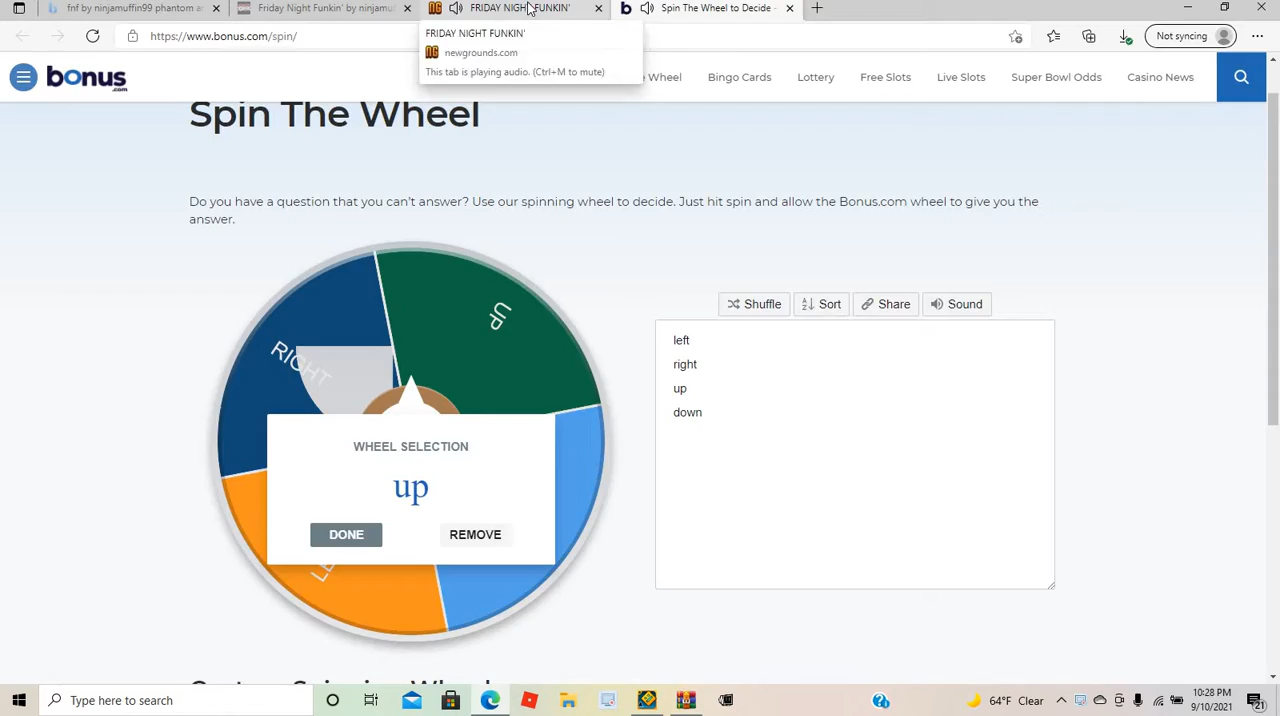 fnf by ninjamuffin99 phantom ar
Friday Night Funkin' by ninjamuf
FRIDAY NIGHT FUNKIN'
Spin The Wheel to Decide -
https://www.bonus.com/spin/
Not syncing
FRIDAY NIGHT FUNKIN'
newgrounds.com
This tab is playing audio. (Ctrl+M to mute)
bonus
.com
Wheel
Bingo Cards
Lottery
Free Slots
Live Slots
Super Bowl Odds
Casino News
Spin The Wheel
Do you have a question that you can't answer? Use our spinning wheel to decide. Just hit spin and allow the Bonus.com wheel to give you the
answer.
Shuffle
Sort
Share
Sound
UP
RIGHT
left
right
up
down
WHEEL SELECTION
up
DONE
REMOVE
Type here to search
64°F Clear
10:28 PM
9/10/2021
21